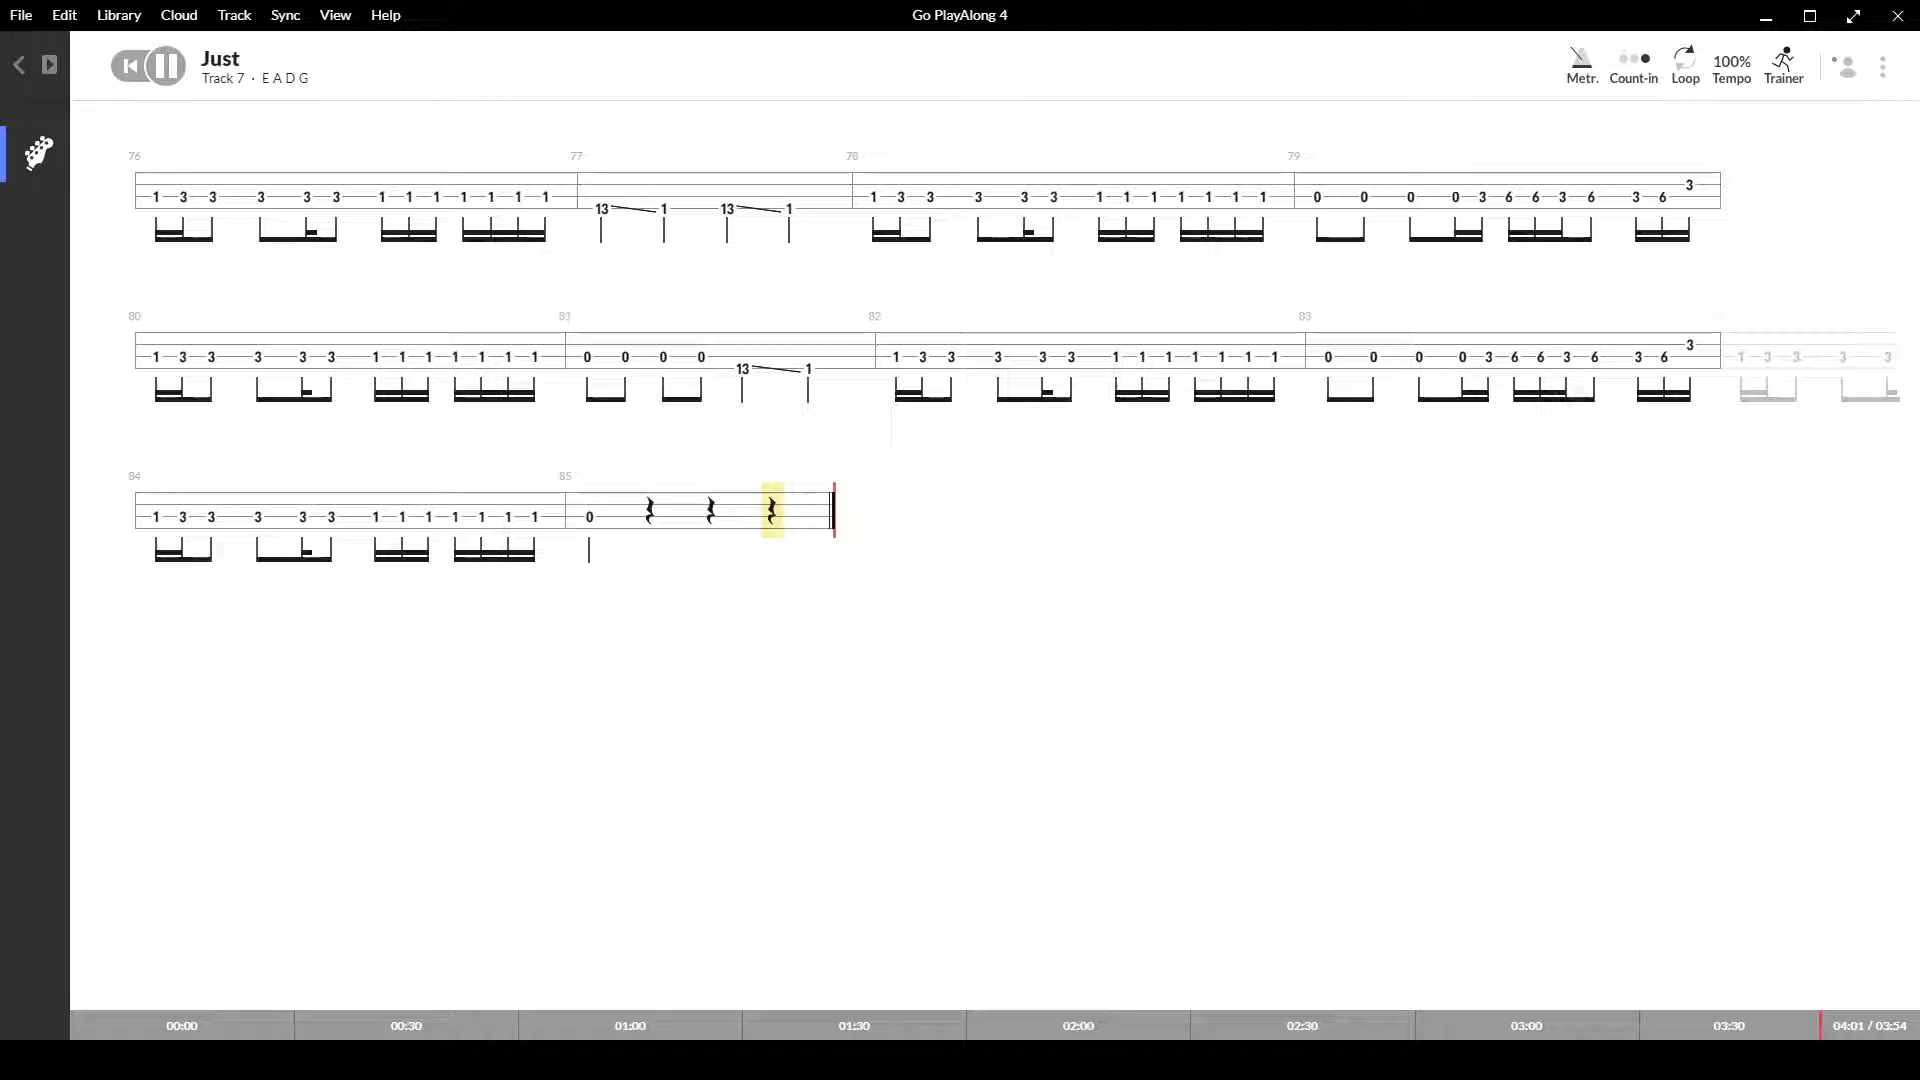 File Edit Library Cloud Track Sync View Help
Go PlayAlong 4
Just
Track 7 · E A D G
Metr. Count-in Loop 100% Tempo Trainer
76 77 78 79
1 3 3 3 3 3 1 1 1 1 1 1 1 13 1 13 1 1 3 3 3 3 3 1 1 1 1 1 1 1 0 0 0 0 3 6 6 3 6 3 6 3
80 81 82 83
1 3 3 3 3 3 1 1 1 1 1 1 1 0 0 0 0 13 1 1 3 3 3 3 3 1 1 1 1 1 1 1 0 0 0 0 3 6 6 3 6 3 6 3 1 3 3 3 3
84 85
1 3 3 3 3 3 1 1 1 1 1 1 1 0
00:00 00:30 01:00 01:30 02:00 02:30 03:00 03:30 04:01 / 03:54